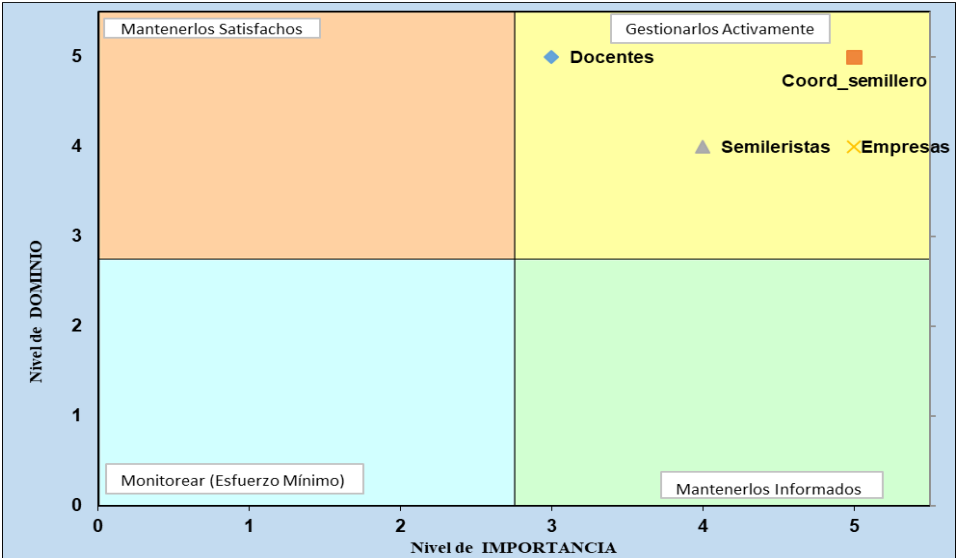 Mantenerlos Satisfachos
Gestionarlos Activamente
5
Docentes
Coord_semillero
4
Semileristas
Empresas
3
Nivel de DOMINIO
2
1
Monitorear (Esfuerzo Mínimo)
Mantenerlos Informados
0
0
1
2
3
4
5
Nivel de IMPORTANCIA